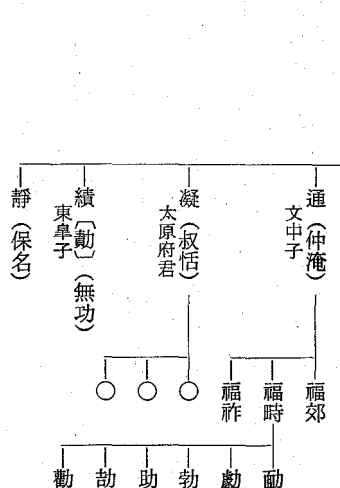 通（仲淹）
文中子
凝（叔恬）
太原府君
績〔勣〕（無功）
東皐子
靜（保名）
福郊
福時
福祚
○
○
○
勔
勮
勃
助
劼
勸